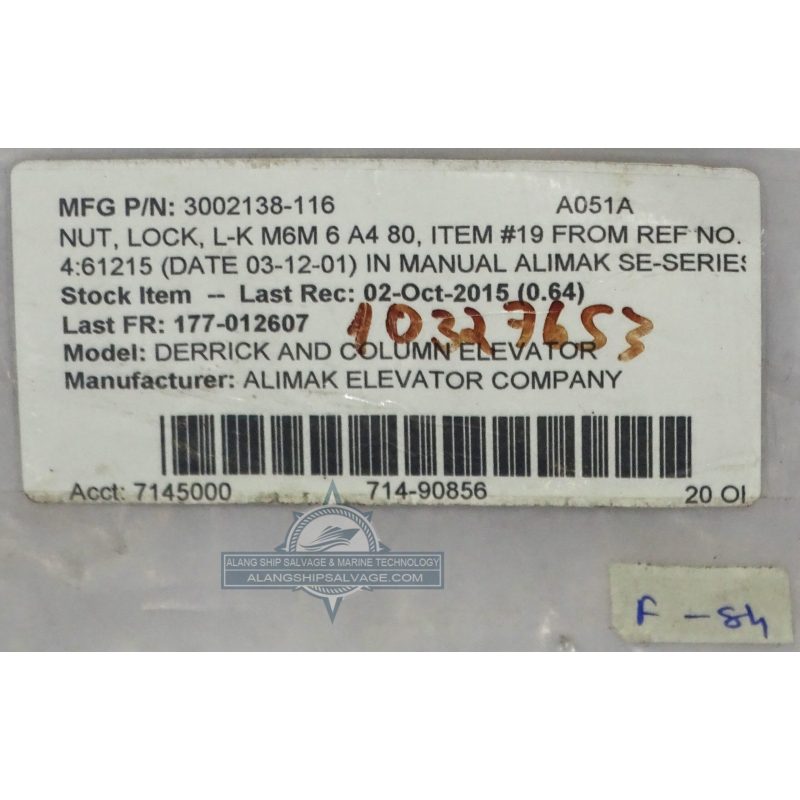 MFG P/N: 3002138-116 A051A
NUT, LOCK, L-K M6M 6 A4 80, ITEM #19 FROM REF NO.
4:61215 (DATE 03-12-01) IN MANUAL ALIMAK SE-SERIES
Stock Item -- Last Rec: 02-Oct-2015 (0.64)
Last FR: 177-012607
10327653
Model: DERRICK AND COLUMN ELEVATOR
Manufacturer: ALIMAK ELEVATOR COMPANY
Acct: 7145000 714-90856 20
ALANG SHIP SALVAGE & MARINE TECHNOLOGY
ALANGSHIPSALVAGE.COM
F - 84